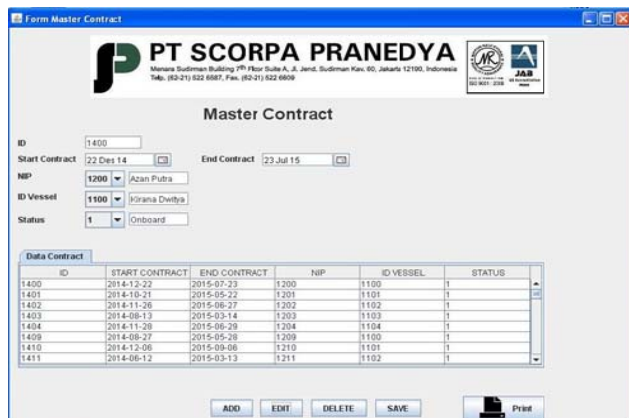 Form Master Contract
PT SCORPA PRANEDYA
Menara Sudirman Building 7th Floor Suite A, Jl. Jend. Sudirman Kav. 60, Jakarta 12190, Indonesia
Telp. (62-21) 522 6687, Fax. (62-21) 522 6609
ISO 9001 : 2008
JAB
Master Contract
ID 1400
Start Contract 22 Des 14 End Contract 23 Jul 15
NIP 1200 Azan Putra
ID Vessel 1100 Kirana Dwitya
Status 1 Onboard
Data Contract
ID START CONTRACT END CONTRACT NIP ID VESSEL STATUS
1400 2014-12-22 2015-07-23 1200 1100 1
1401 2014-10-21 2015-05-22 1201 1101 1
1402 2014-11-26 2015-06-27 1202 1102 1
1403 2014-08-13 2015-03-14 1203 1103 1
1404 2014-11-28 2015-06-29 1204 1104 1
1409 2014-08-27 2015-05-28 1209 1100 1
1410 2014-12-06 2015-09-06 1210 1101 1
1411 2014-06-12 2015-03-13 1211 1102 1
ADD EDIT DELETE SAVE Print